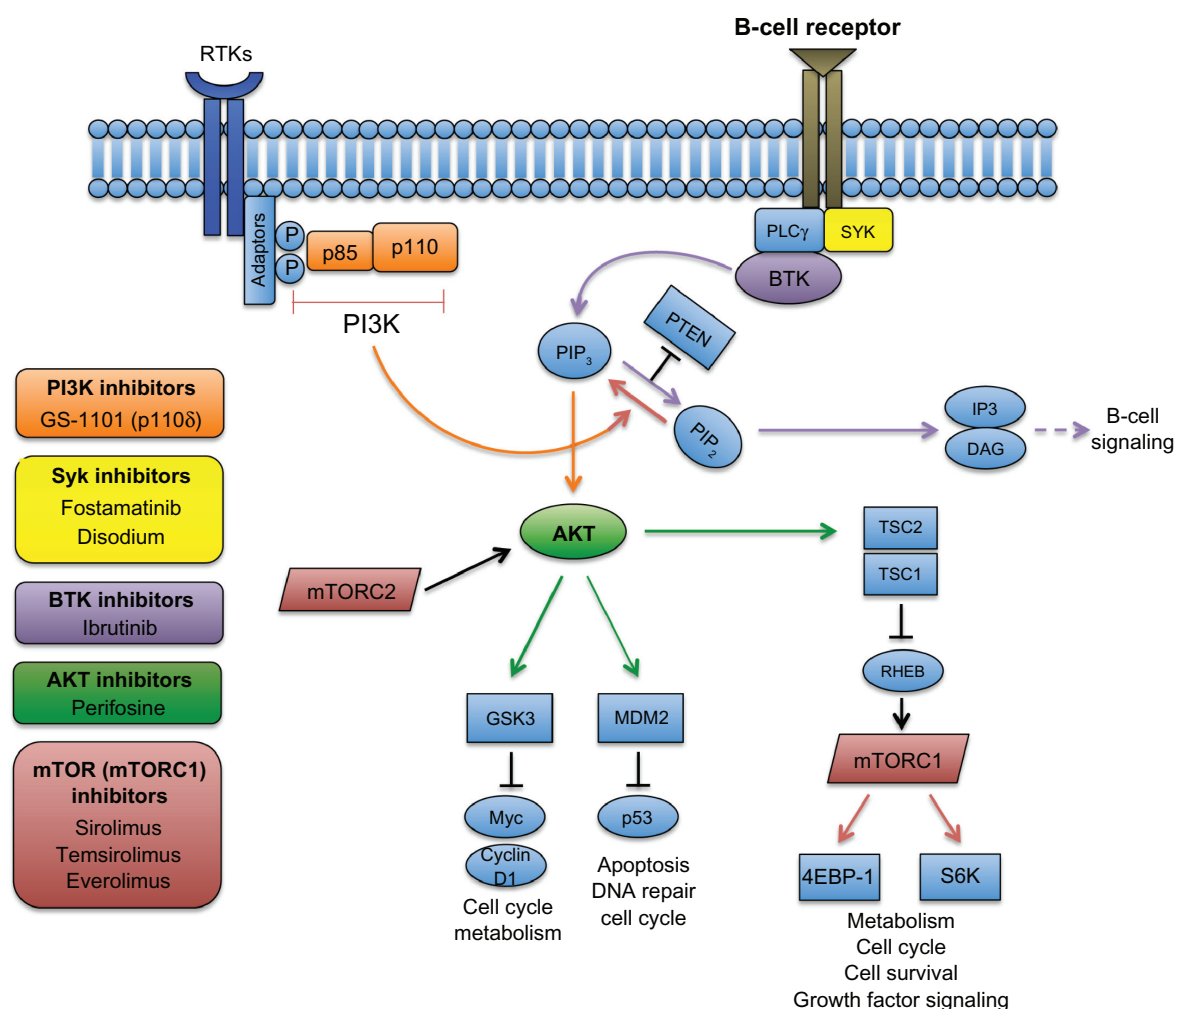 B-cell receptor
RTKs
Adaptors
P
P
p85
p110
PI3K
PLCγ
SYK
BTK
PTEN
PIP3
PIP2
IP3
DAG
B-cell
signaling
PI3K inhibitors
GS-1101 (p110δ)
Syk inhibitors
Fostamatinib
Disodium
BTK inhibitors
Ibrutinib
AKT inhibitors
Perifosine
mTOR (mTORC1)
inhibitors
Sirolimus
Temsirolimus
Everolimus
AKT
mTORC2
TSC2
TSC1
RHEB
mTORC1
GSK3
MDM2
Myc
Cyclin
D1
Cell cycle
metabolism
p53
Apoptosis
DNA repair
cell cycle
4EBP-1
S6K
Metabolism
Cell cycle
Cell survival
Growth factor signaling